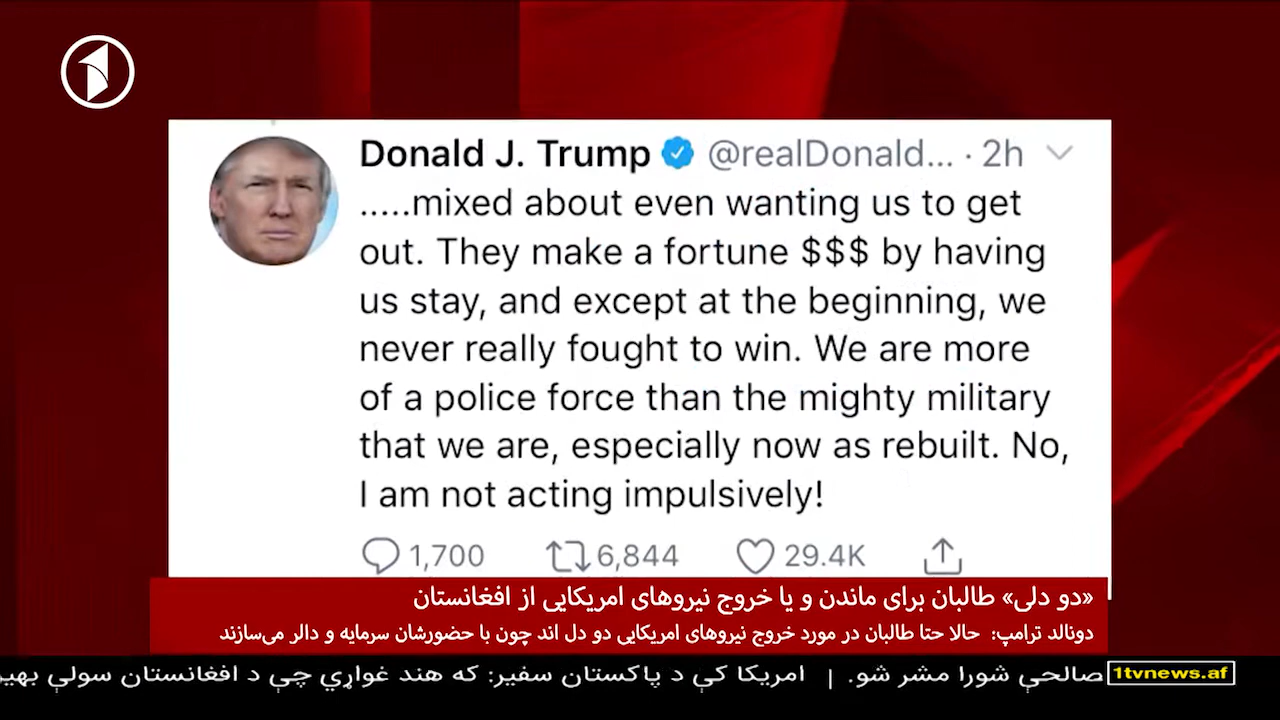 Donald J. Trump @realDonald... · 2h
.....mixed about even wanting us to get
out. They make a fortune $$$ by having
us stay, and except at the beginning, we
never really fought to win. We are more
of a police force than the mighty military
that we are, especially now as rebuilt. No,
I am not acting impulsively!
1,700 6,844 29.4K
«دو دلی» طالبان برای ماندن و یا خروج نیروهای امریکایی از افغانستان
دونالد ترامپ: حالا حتا طالبان در مورد خروج نیروهای امریکایی دو دل اند چون با حضورشان سرمایه و دالر می‌سازند
صالحي شورا مشر شو. | امریکا کې د پاکستان سفیر: که هند غواړي چې د افغانستان سولې بهیر
1tvnews.af